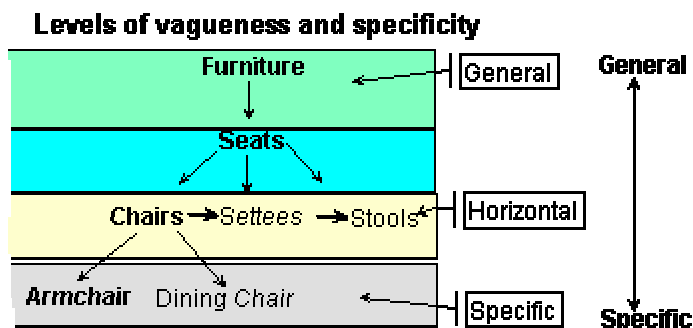 Levels of vagueness and specificity
Furniture
General
General
Seats
Chairs Settees Stools
Horizontal
Armchair Dining Chair
Specific
Specific